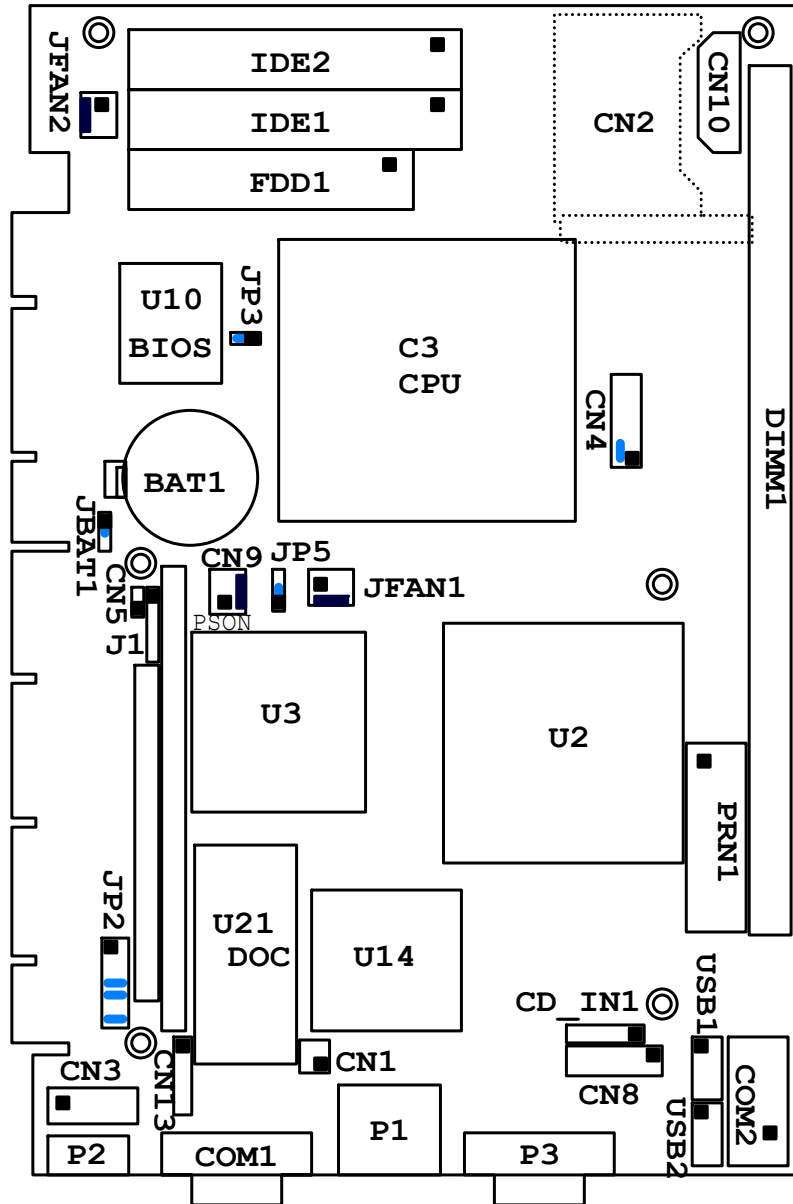 JFAN2
IDE2
IDE1
FDD1
CN2
CN10
U10
BIOS
JP3
C3
CPU
CN4
DIMM1
BAT1
JBAT1
CN9
JP5
JFAN1
CN5
PSON
J1
U3
U2
PRN1
JP2
U21
DOC
U14
CD_IN1
USB1
CN3
CN13
CN1
CN8
COM2
USB2
P2
COM1
P1
P3